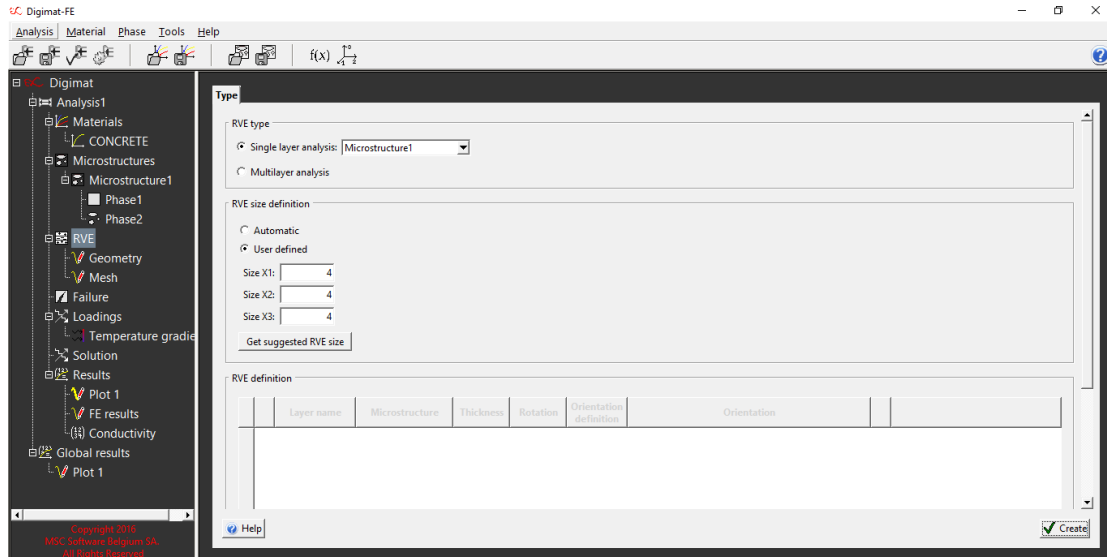 Digimat-FE
Analysis Material Phase Tools Help
f(x)
Digimat
Analysis1
Materials
CONCRETE
Microstructures
Microstructure1
Phase1
Phase2
RVE
Geometry
Mesh
Failure
Loadings
Temperature gradie
Solution
Results
Plot 1
FE results
Conductivity
Global results
Plot 1
Copyright 2016
MSC Software Belgium SA.
All Rights Reserved
Type
RVE type
Single layer analysis: Microstructure1
Multilayer analysis
RVE size definition
Automatic
User defined
Size X1: 4
Size X2: 4
Size X3: 4
Get suggested RVE size
RVE definition
Layer name Microstructure Thickness Rotation Orientation definition Orientation
Help
Create